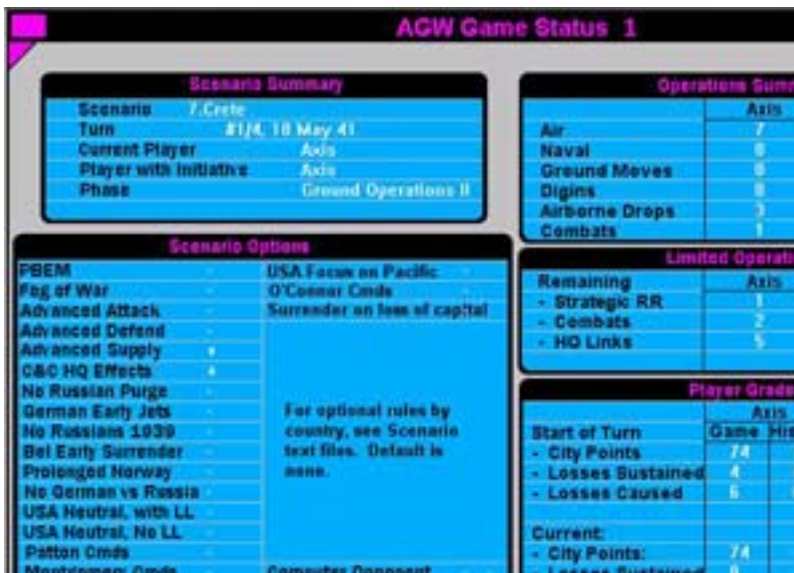 AGW Game Status 1
Scenario Summary
Scenario 7.Crete
Turn #1/4, 18 May 41
Current Player Axis
Player with Initiative Axis
Phase Ground Operations II
Operations Summ
Axis
Air 7
Naval 0
Ground Moves 0
Digins 0
Airborne Drops 3
Combats 1
Scenario Options
PBEM -
Fog of War -
Advanced Attack -
Advanced Defend -
Advanced Supply +
C&C HQ Effects +
No Russian Purge -
German Early Jets -
No Russians 1939 -
Bel Early Surrender -
Prolonged Norway -
No German vs Russia -
USA Neutral, with LL -
USA Neutral, No LL -
Patton Cmds -
Montgomery Cmds
USA Focus on Pacific -
O'Connor Cmds -
Surrender on loss of capital
For optional rules by
country, see Scenario
text files. Default is
none.
Computer Opponent
Limited Operati
Remaining Axis
- Strategic RR 1
- Combats 2
- HQ Links 5
Player Grade
Axis
Start of Turn Game His
- City Points 74
- Losses Sustained 4
- Losses Caused 6
Current:
- City Points: 74
- Losses Sustained